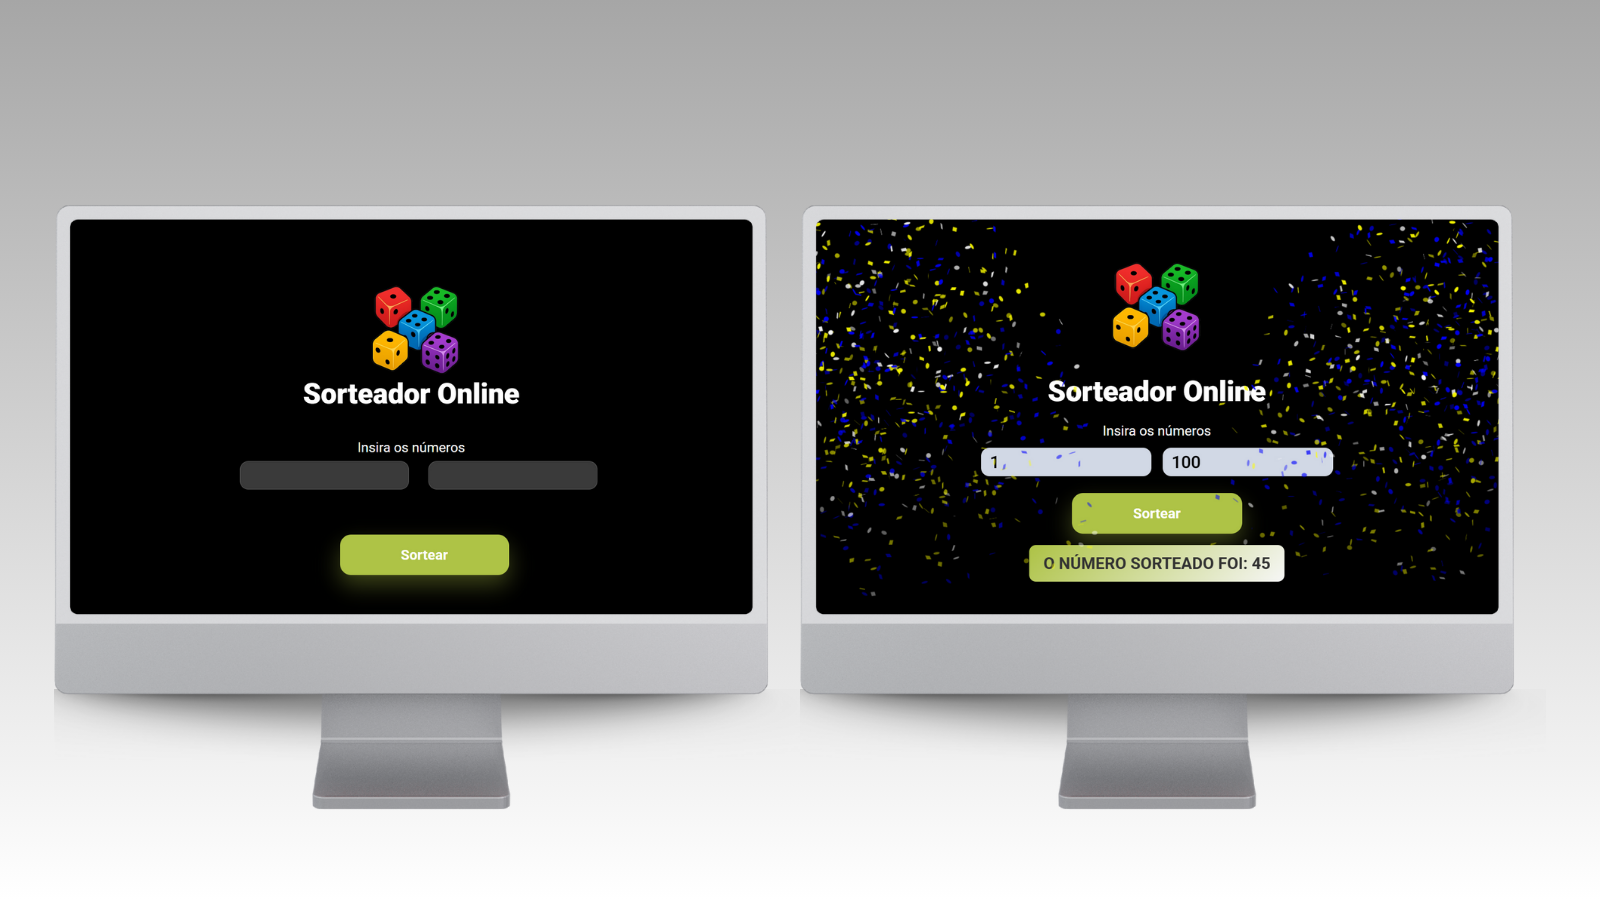 Sorteador Online
Insira os números
Sortear
Sorteador Online
Insira os números
1
100
Sortear
O NÚMERO SORTEADO FOI: 45